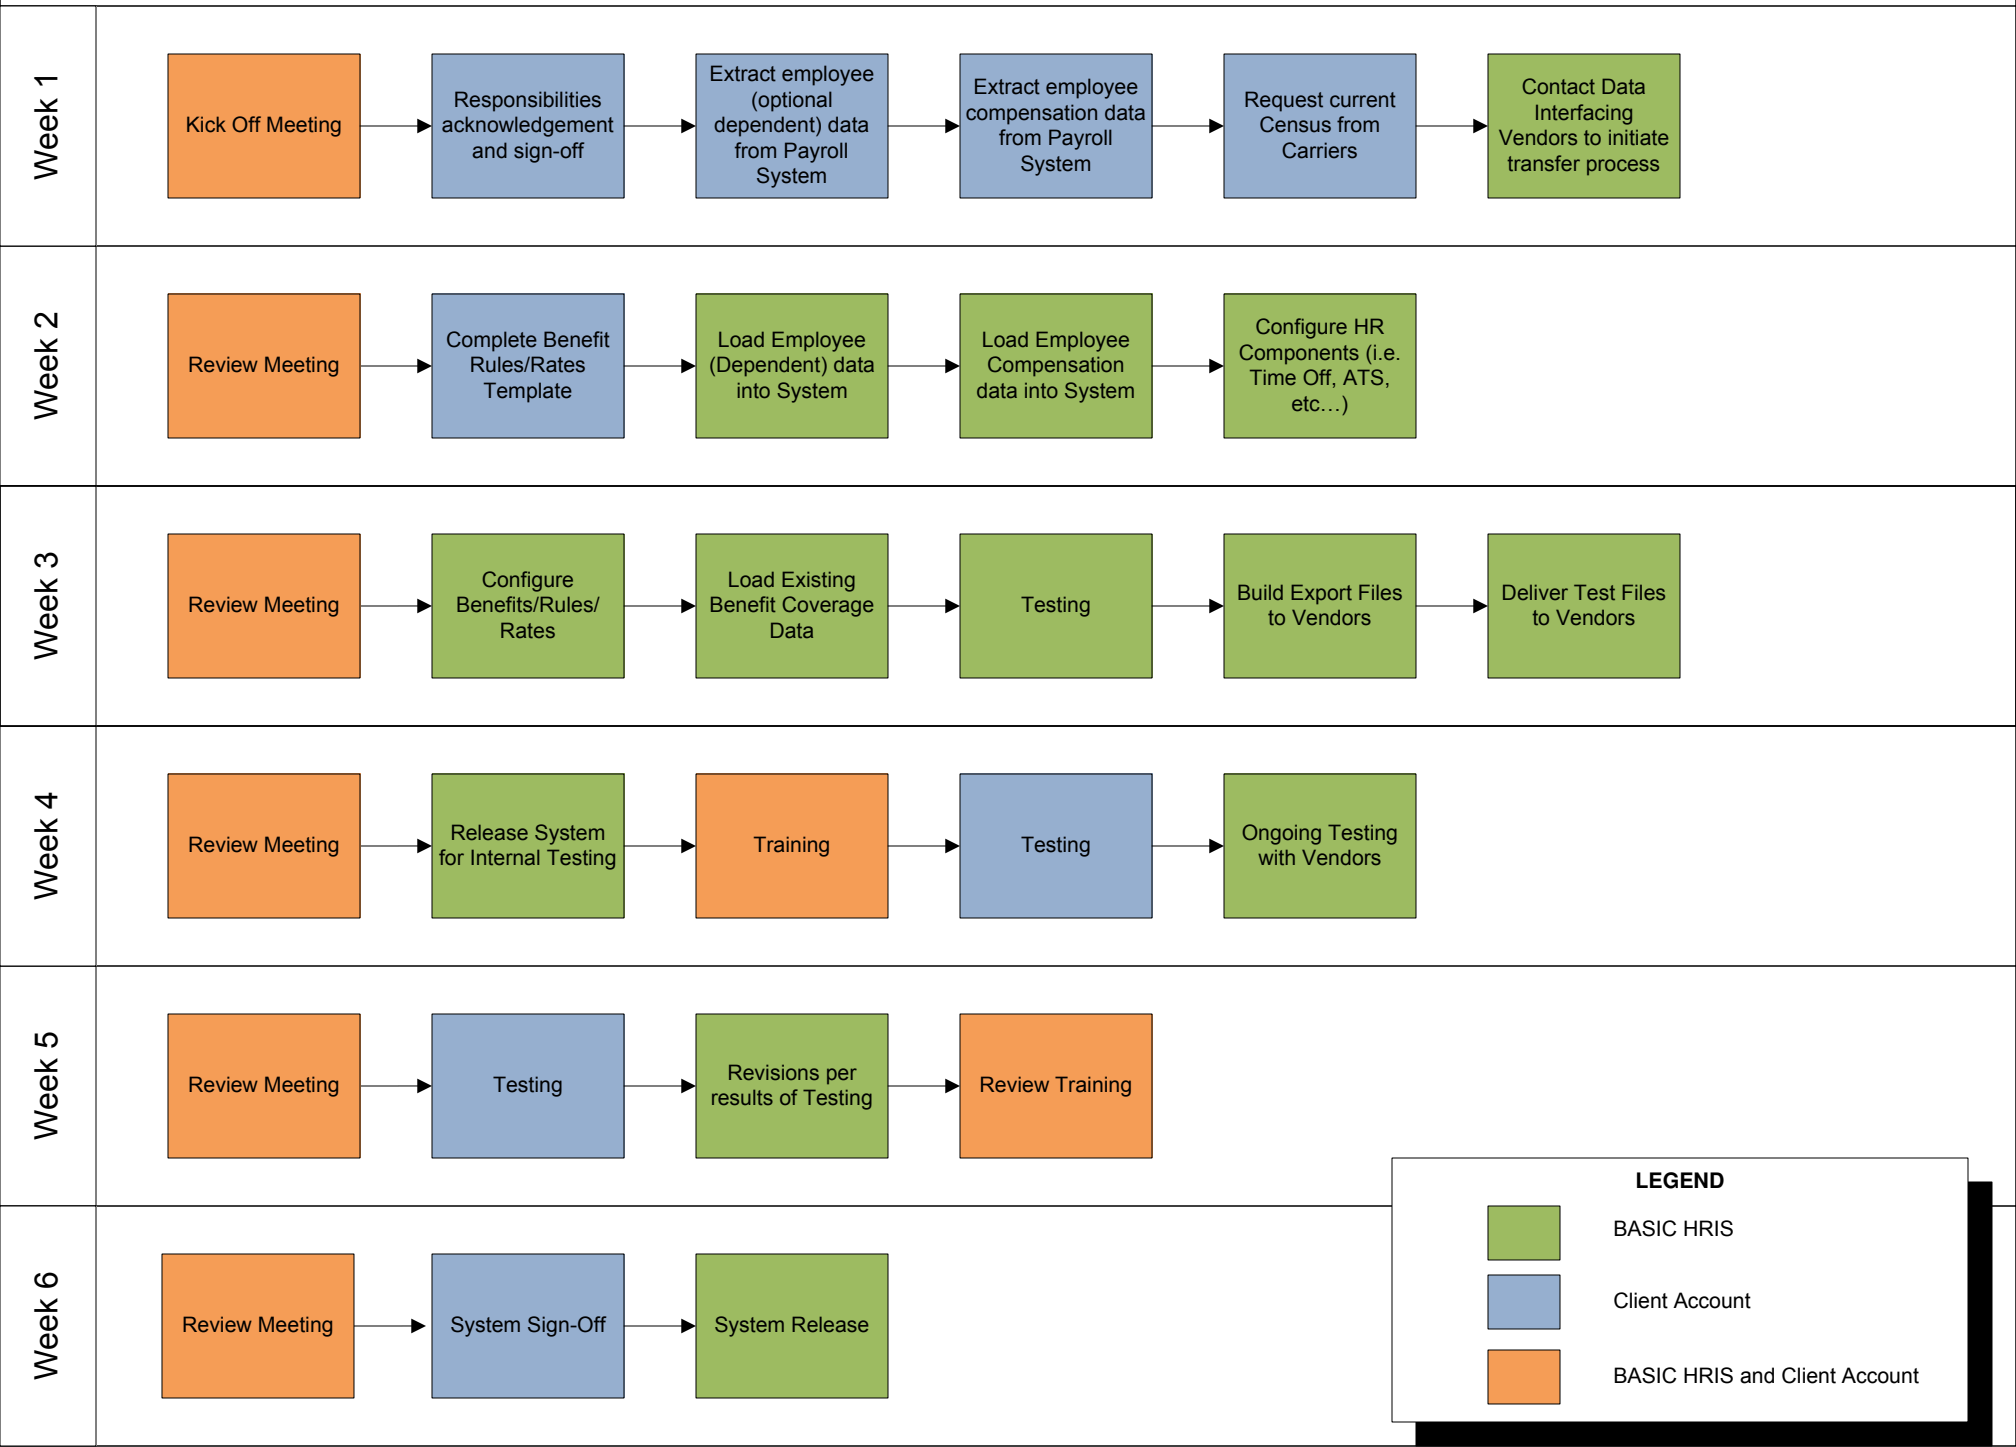 Week 1
Kick Off Meeting
Responsibilities
acknowledgement
and sign-off
Extract employee
(optional
dependent) data
from Payroll
System
Extract employee
compensation data
from Payroll
System
Request current
Census from
Carriers
Contact Data
Interfacing
Vendors to initiate
transfer process
Week 2
Review Meeting
Complete Benefit
Rules/Rates
Template
Load Employee
(Dependent) data
into System
Load Employee
Compensation
data into System
Configure HR
Components (i.e.
Time Off, ATS,
etc…)
Week 3
Review Meeting
Configure
Benefits/Rules/
Rates
Load Existing
Benefit Coverage
Data
Testing
Build Export Files
to Vendors
Deliver Test Files
to Vendors
Week 4
Review Meeting
Release System
for Internal Testing
Training
Testing
Ongoing Testing
with Vendors
Week 5
Review Meeting
Testing
Revisions per
results of Testing
Review Training
Week 6
Review Meeting
System Sign-Off
System Release
LEGEND
BASIC HRIS
Client Account
BASIC HRIS and Client Account